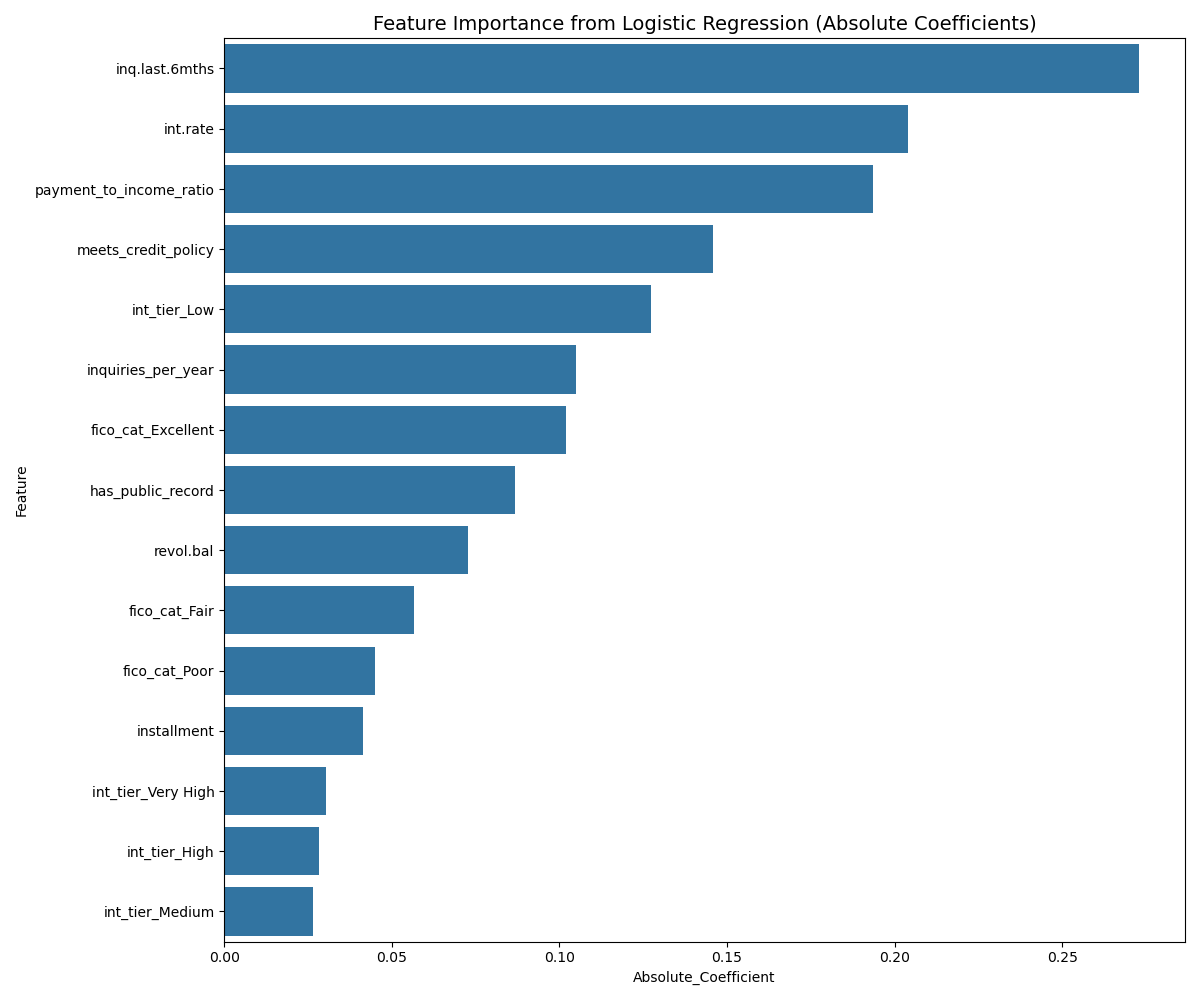 Feature Importance from Logistic Regression (Absolute Coefficients)
inq.last.6mths
int.rate
payment_to_income_ratio
meets_credit_policy
int_tier_Low
inquiries_per_year
fico_cat_Excellent
has_public_record
revol.bal
fico_cat_Fair
fico_cat_Poor
installment
int_tier_Very High
int_tier_High
int_tier_Medium
Feature
0.00 0.05 0.10 0.15 0.20 0.25
Absolute_Coefficient